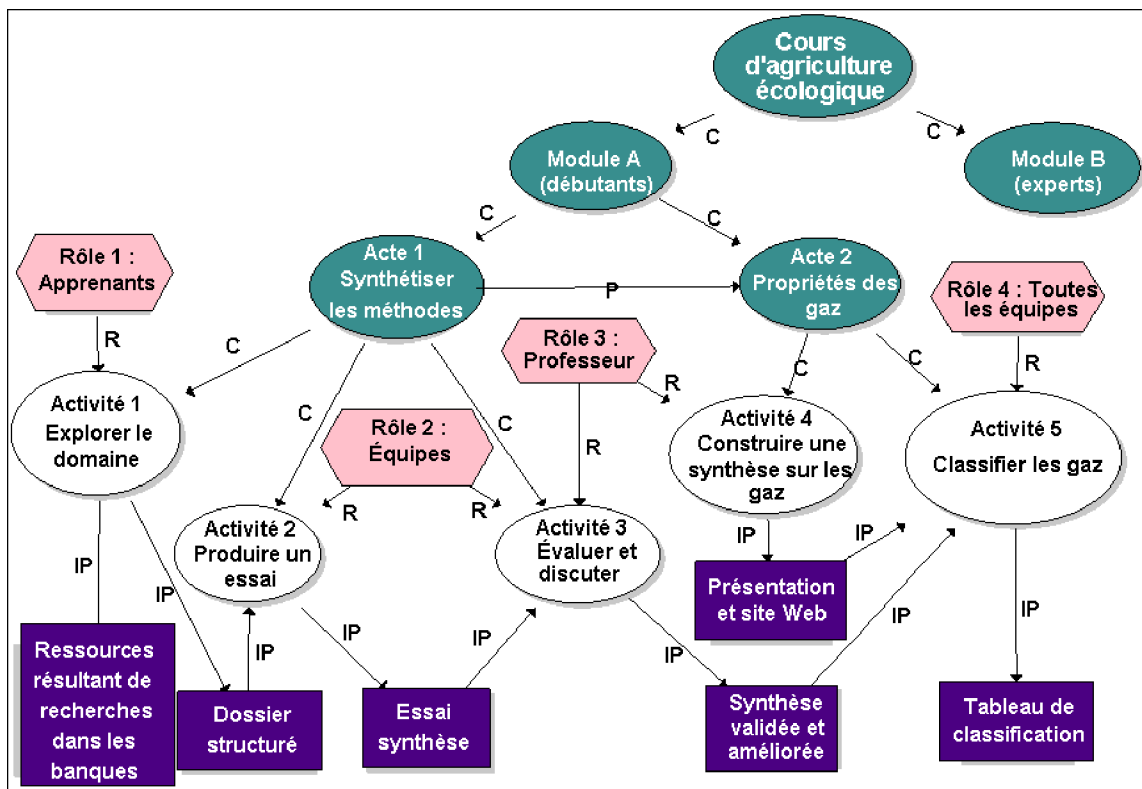 Cours
d'agriculture
écologique
C
C
Module A
(débutants)
Module B
(experts)
C
C
Rôle 1 :
Apprenants
Acte 1
Synthétiser
les méthodes
P
Acte 2
Propriétés des
gaz
Rôle 4 : Toutes
les équipes
R
C
C
C
Rôle 3 :
Professeur
R
C
C
R
Activité 1
Explorer le
domaine
Rôle 2 :
Équipes
R
R
R
Activité 4
Construire une
synthèse sur les
gaz
Activité 5
Classifier les gaz
Activité 2
Produire un
essai
Activité 3
Évaluer et
discuter
IP
IP
IP
IP
IP
Présentation
et site Web
IP
IP
IP
IP
IP
IP
Ressources
résultant de
recherches
dans les
banques
Dossier
structuré
Essai
synthèse
Synthèse
validée et
améliorée
Tableau de
classification